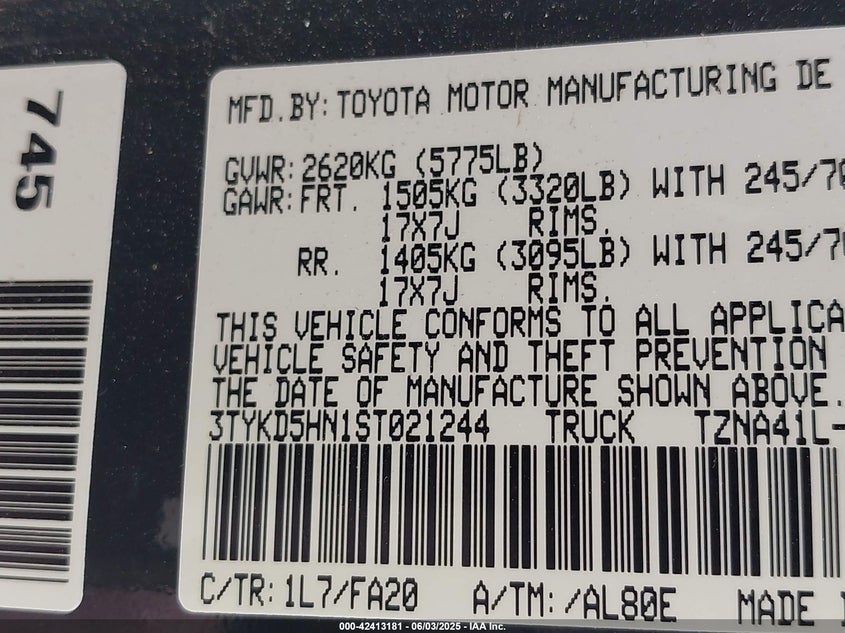 745
MFD.BY: TOYOTA MOTOR MANUFACTURING DE
GVWR: 2620KG (5775LB)
GAWR: FRT. 1505KG (3320LB) WITH 245/70
17X7J RIMS.
RR. 1405KG (3095LB) WITH 245/70
17X7J RIMS.
THIS VEHICLE CONFORMS TO ALL APPLICA
VEHICLE SAFETY AND THEFT PREVENTION
THE DATE OF MANUFACTURE SHOWN ABOVE.
3TYKD5HN1ST021244 TRUCK TZNA41L-
C/TR: 1L7/FA20 A/TM: /AL80E MADE
000-42413181 - 06/03/2025 - IAA Inc.